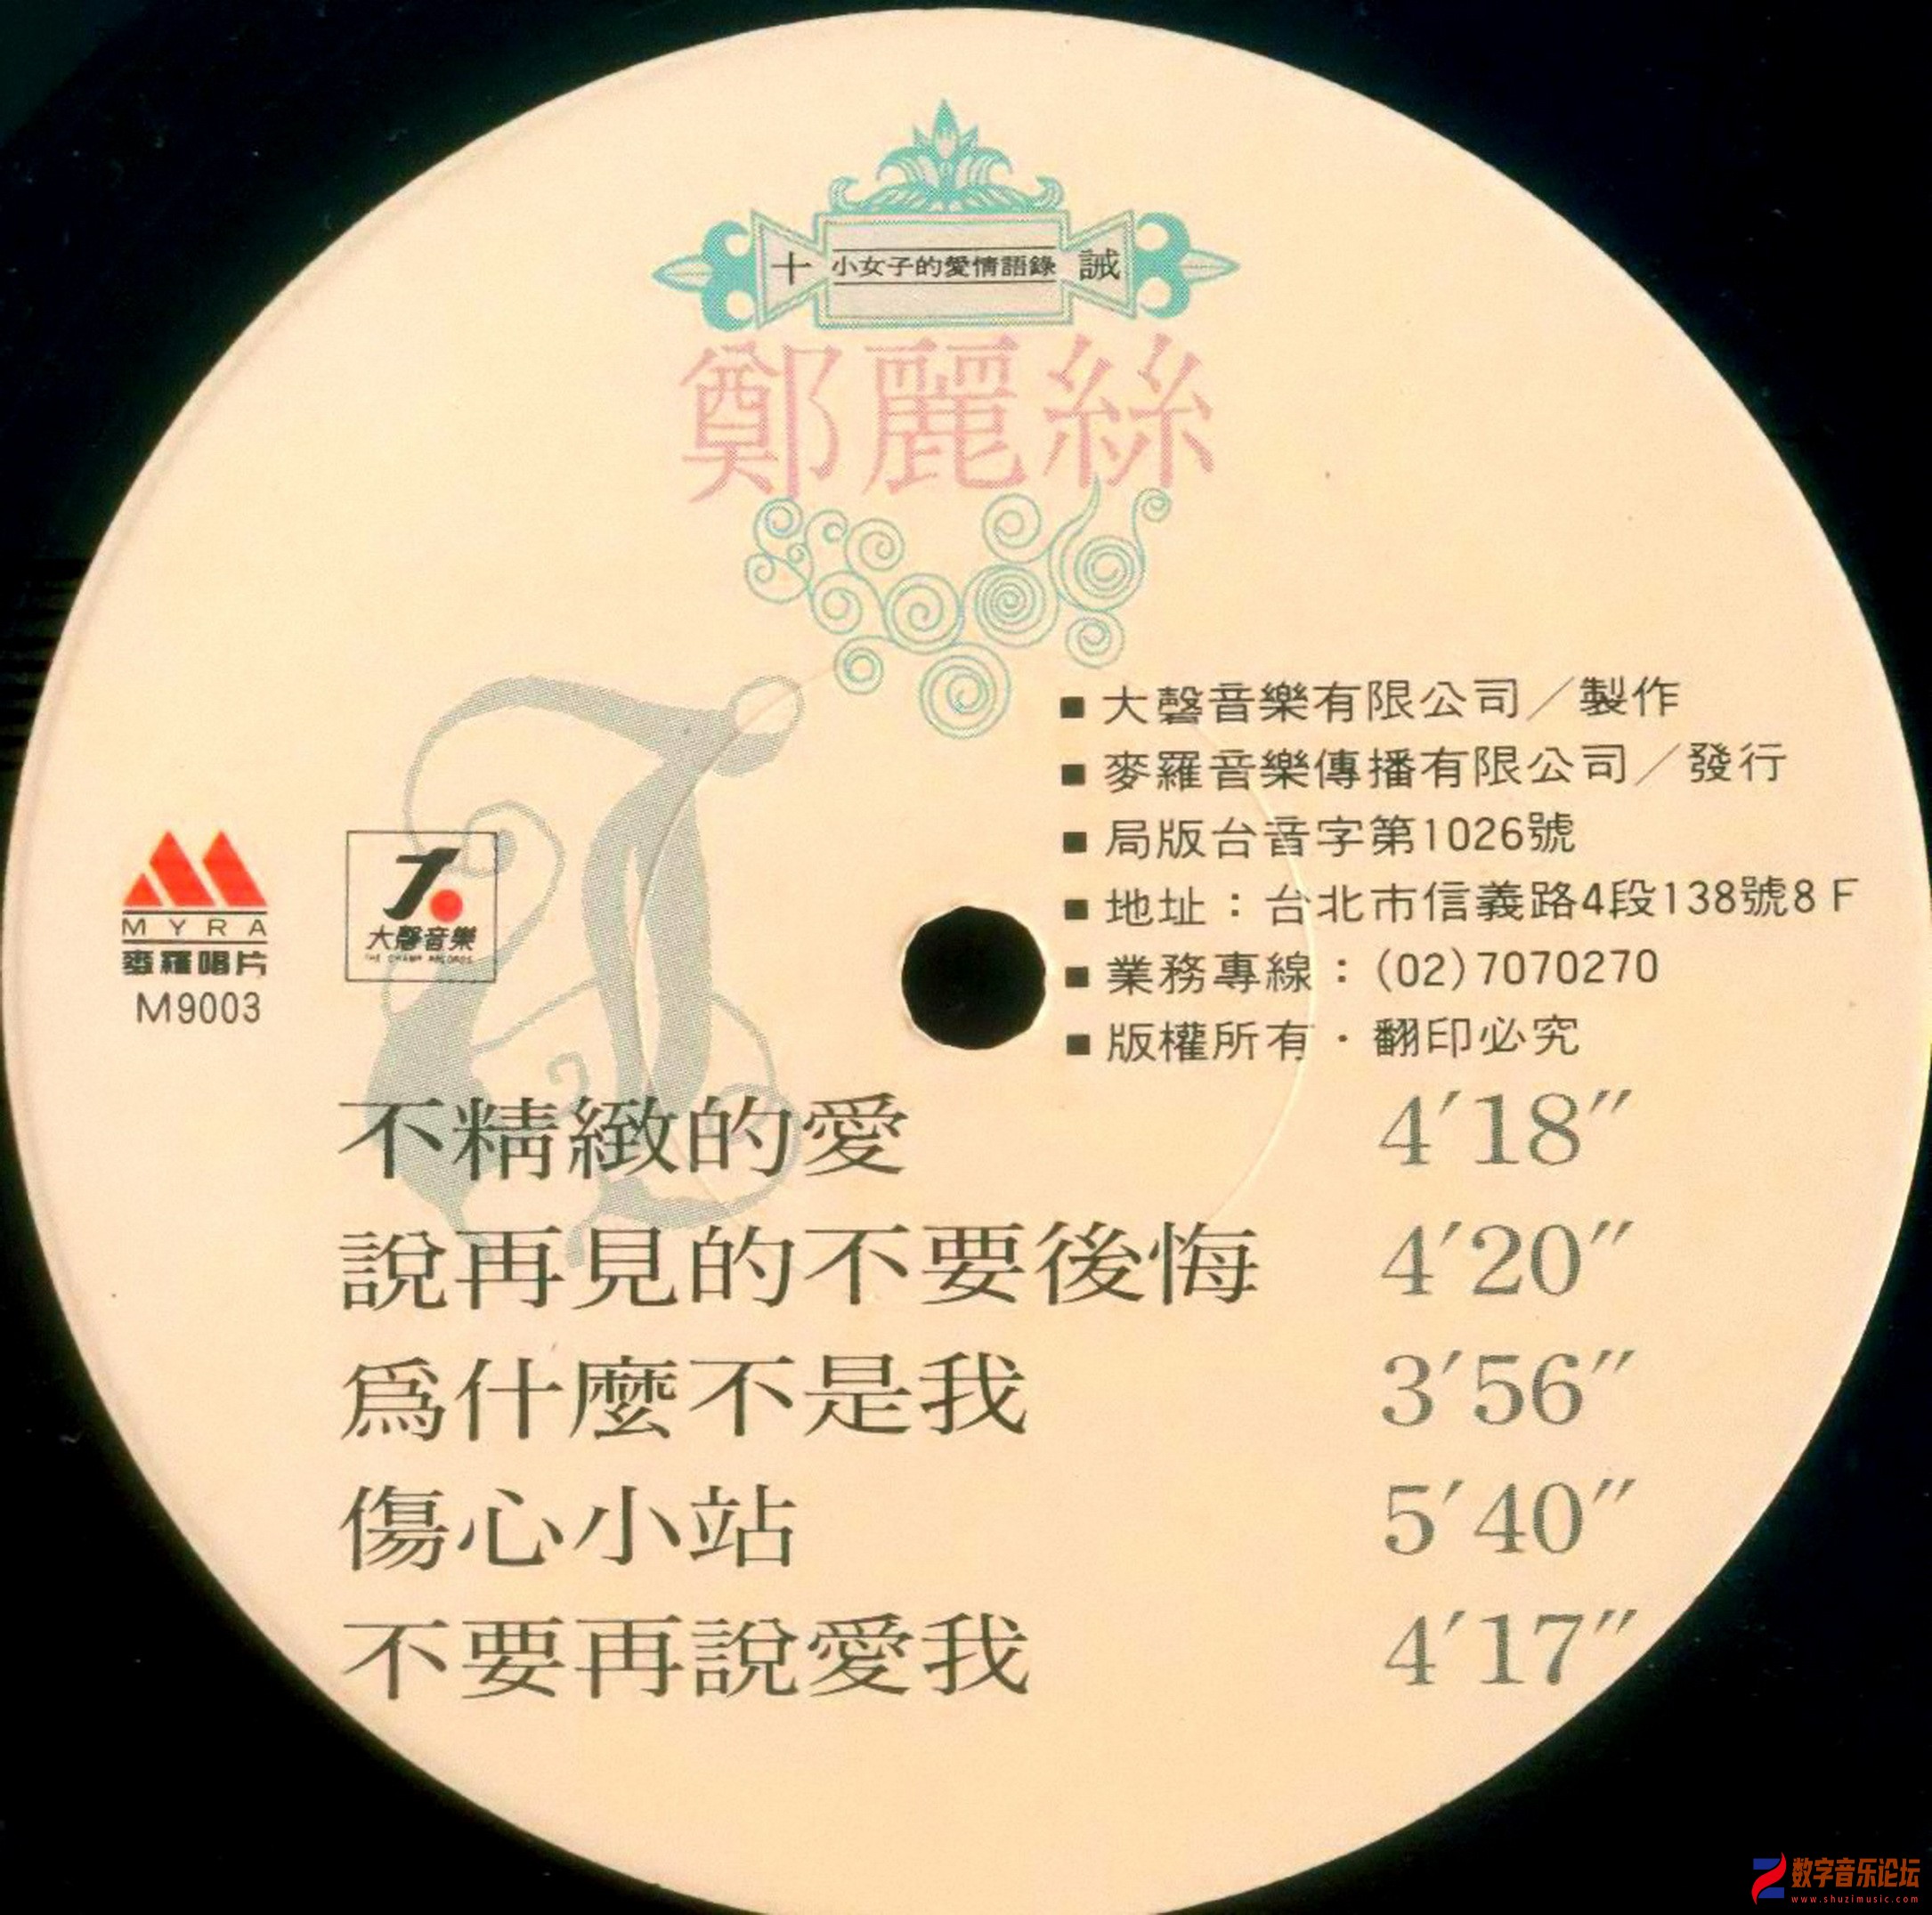 十 小女子的愛情語錄 誡
鄭麗絲
■ 大磬音樂有限公司／製作
■ 麥羅音樂傳播有限公司／發行
■ 局版台音字第1026號
■ 地址：台北市信義路4段138號8F
■ 業務專線：(02)7070270
■ 版權所有·翻印必究
MYRA
麥羅唱片
M9003
大磬音樂
THE CHAMP RECORDS
不精緻的愛 4′18″
說再見的不要後悔 4′20″
爲什麼不是我 3′56″
傷心小站 5′40″
不要再說愛我 4′17″
数字音乐论坛
www.shuzimusic.com